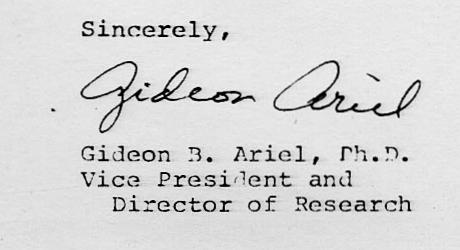 Sincerely,
Gideon Ariel
Gideon B. Ariel, Ph.D.
Vice President and
Director of Research